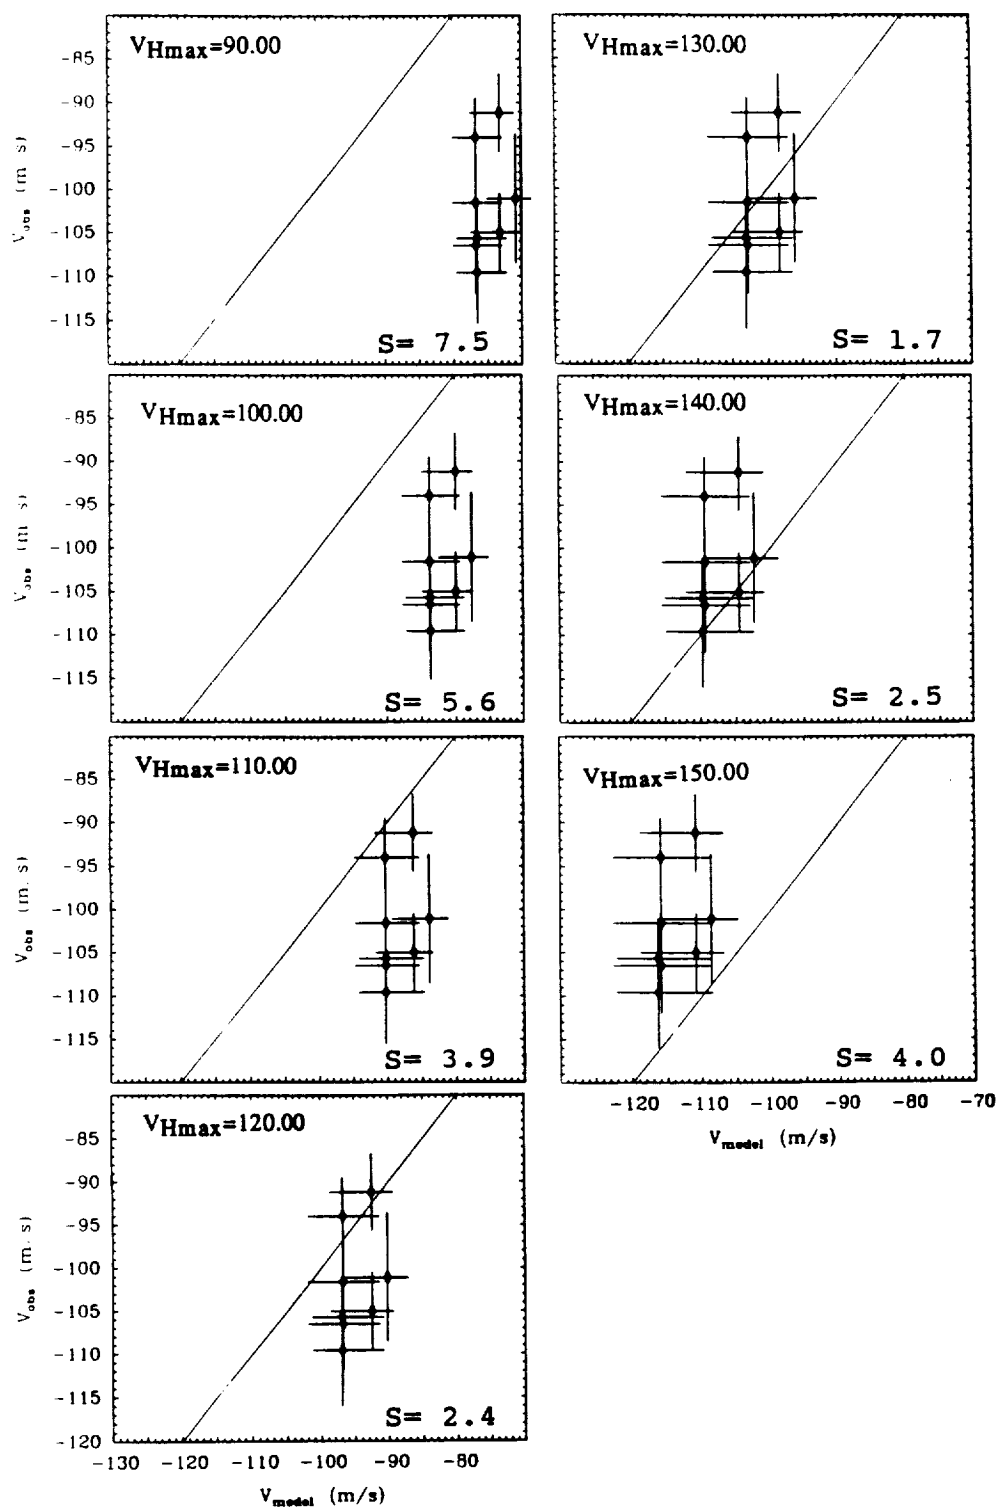 VHmax=90.00
-85
-90
-95
-100
-105
-110
-115
Vobs (m s)
S= 7.5
VHmax=130.00
S= 1.7
VHmax=100.00
-85
-90
-95
-100
-105
-110
-115
Vobs (m s)
S= 5.6
VHmax=140.00
S= 2.5
VHmax=110.00
-85
-90
-95
-100
-105
-110
-115
Vobs (m/s)
S= 3.9
VHmax=150.00
S= 4.0
-120 -110 -100 -90 -80 -70
Vmodel (m/s)
VHmax=120.00
-85
-90
-95
-100
-105
-110
-115
-120
Vobs (m/s)
S= 2.4
-130 -120 -110 -100 -90 -80
Vmodel (m/s)